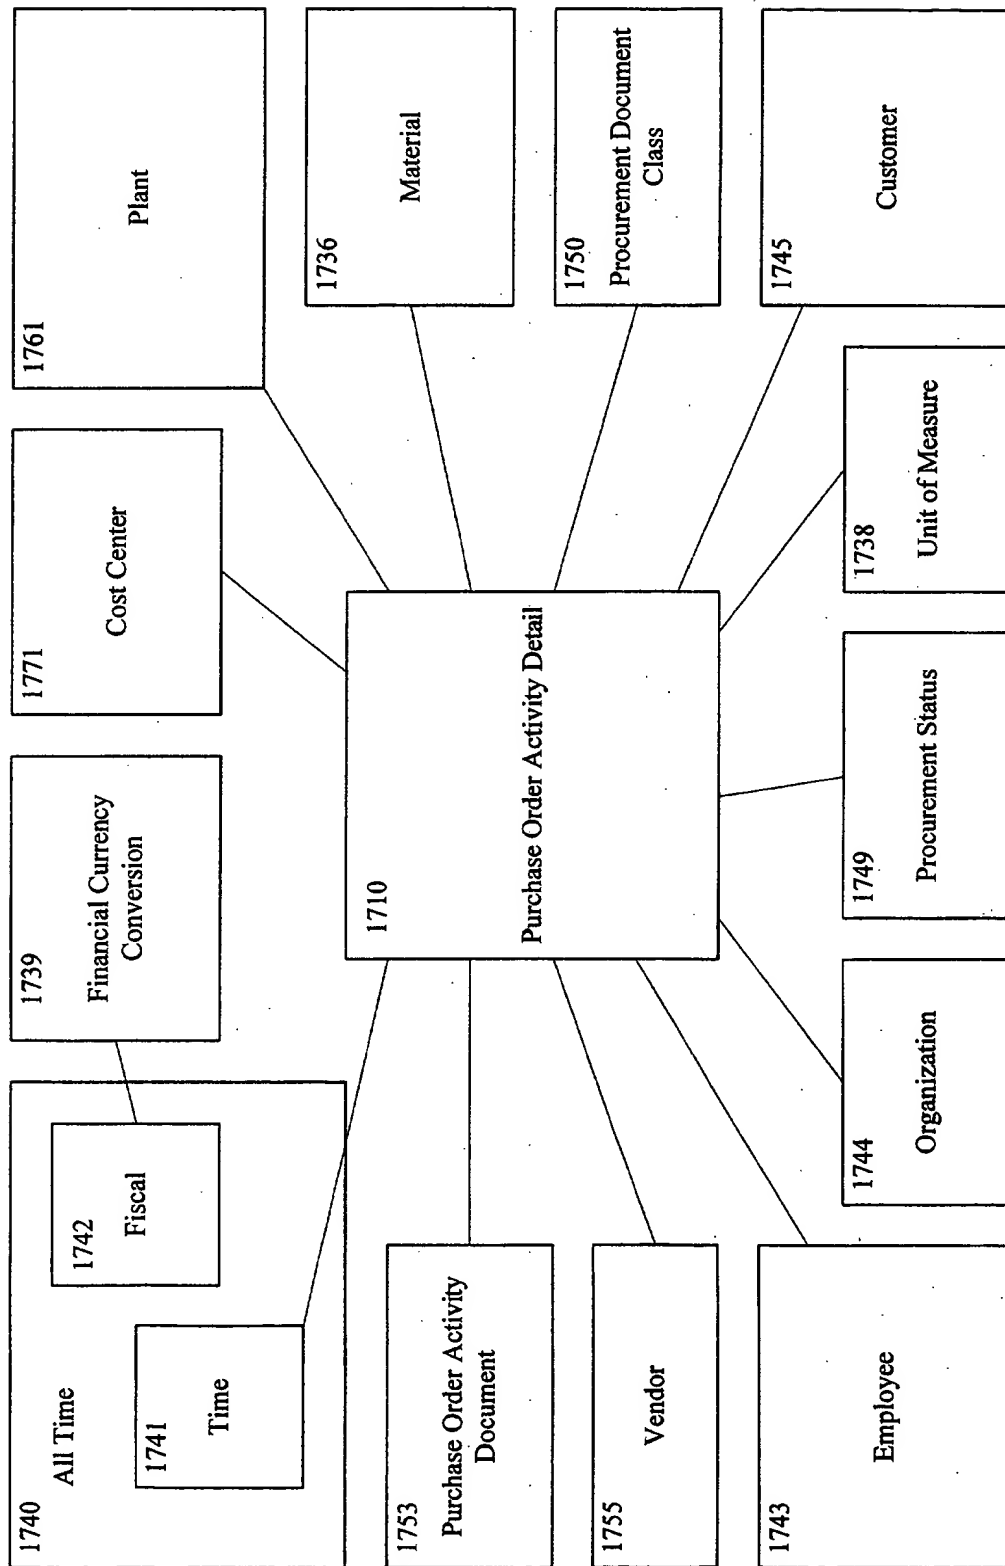 1740
All Time
1742
Fiscal
1741
Time
1739
Financial Currency
Conversion
1771
Cost Center
1761
Plant
1753
Purchase Order Activity
Document
1710
Purchase Order Activity Detail
1736
Material
1755
Vendor
1750
Procurement Document
Class
1743
Employee
1744
Organization
1749
Procurement Status
1738
Unit of Measure
1745
Customer